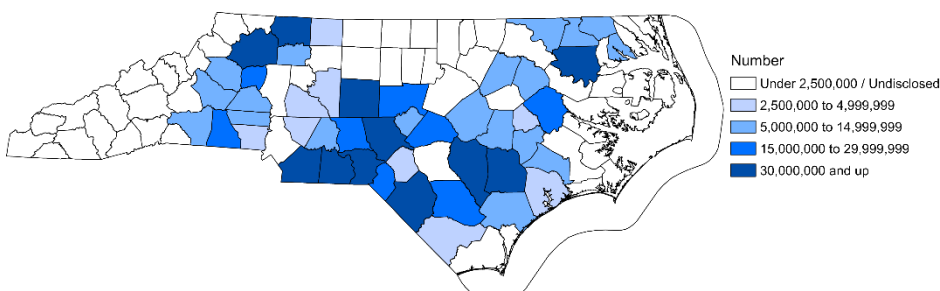 Number
Under 2,500,000 / Undisclosed
2,500,000 to 4,999,999
5,000,000 to 14,999,999
15,000,000 to 29,999,999
30,000,000 and up